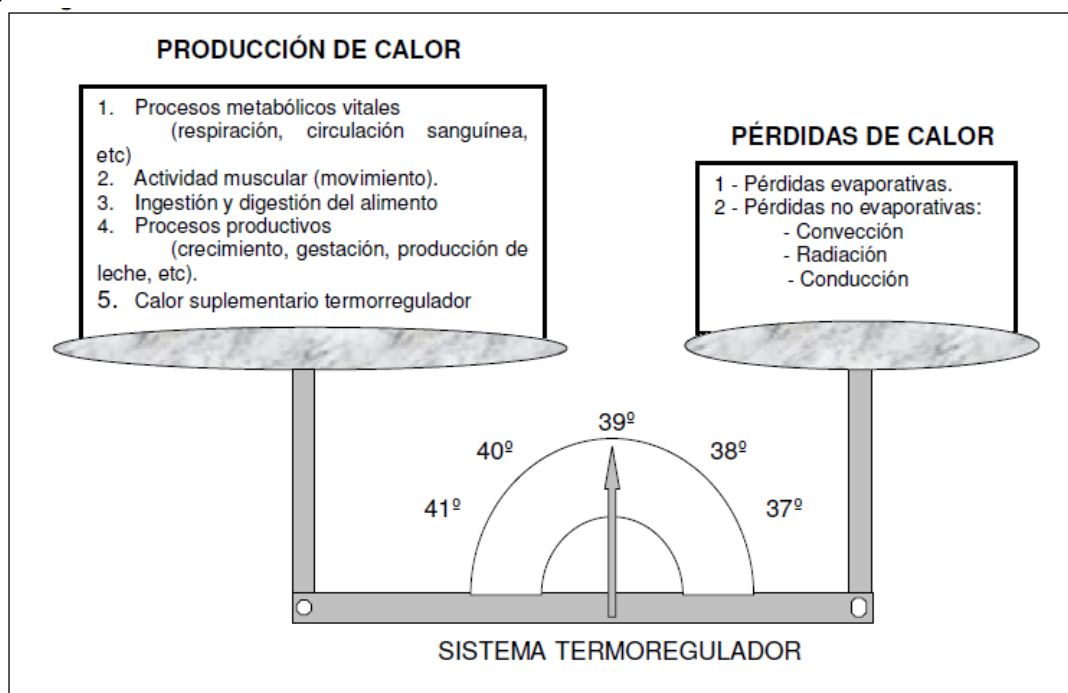 PRODUCCIÓN DE CALOR
1. Procesos metabólicos vitales
(respiración, circulación sanguínea,
etc)
2. Actividad muscular (movimiento).
3. Ingestión y digestión del alimento
4. Procesos productivos
(crecimiento, gestación, producción de
leche, etc).
5. Calor suplementario termorregulador
PÉRDIDAS DE CALOR
1 - Pérdidas evaporativas.
2 - Pérdidas no evaporativas:
- Convección
- Radiación
- Conducción
39º
40º
38º
41º
37º
SISTEMA TERMOREGULADOR